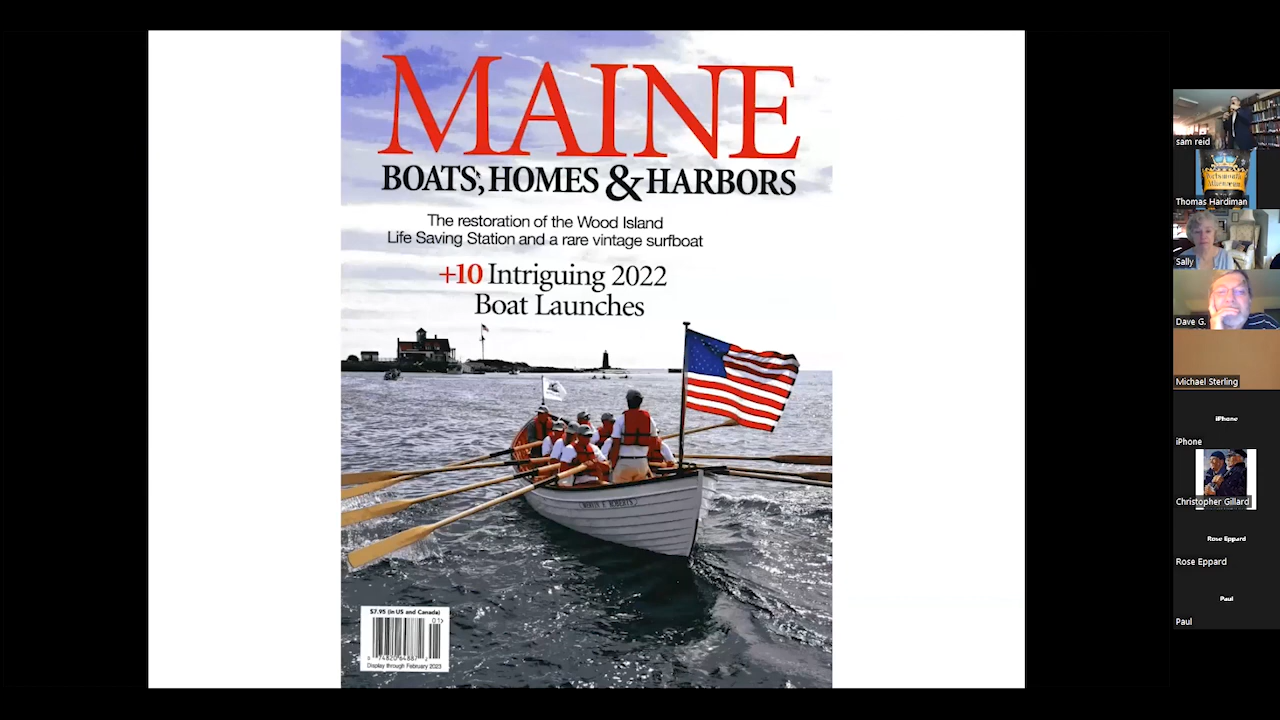 MAINE
BOATS, HOMES & HARBORS
The restoration of the Wood Island
Life Saving Station and a rare vintage surfboat
+10 Intriguing 2022
Boat Launches
$7.95 (in US and Canada)
01>
Display through February 2023
sam reid
Thomas Hardiman
Sally
Dave G.
Michael Sterling
iPhone
iPhone
Christopher Gillard
Rose Eppard
Rose Eppard
Paul
Paul